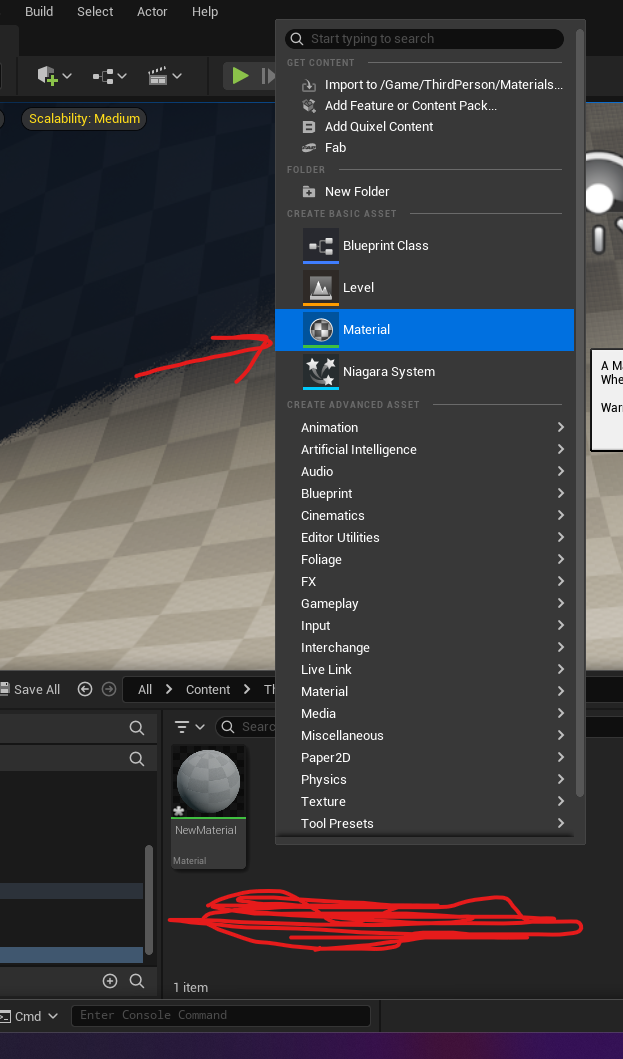 Build Select Actor Help
Start typing to search
GET CONTENT
Import to /Game/ThirdPerson/Materials...
Add Feature or Content Pack...
Add Quixel Content
Fab
Scalability: Medium
FOLDER
New Folder
CREATE BASIC ASSET
Blueprint Class
Level
Material
Niagara System
A
Whe
War
CREATE ADVANCED ASSET
Animation
Artificial Intelligence
Audio
Blueprint
Cinematics
Editor Utilities
Foliage
FX
Gameplay
Input
Interchange
Live Link
Material
Media
Miscellaneous
Paper2D
Physics
Texture
Tool Presets
Save All All Content Th
Searc
NewMaterial
Material
1 item
Cmd Enter Console Command